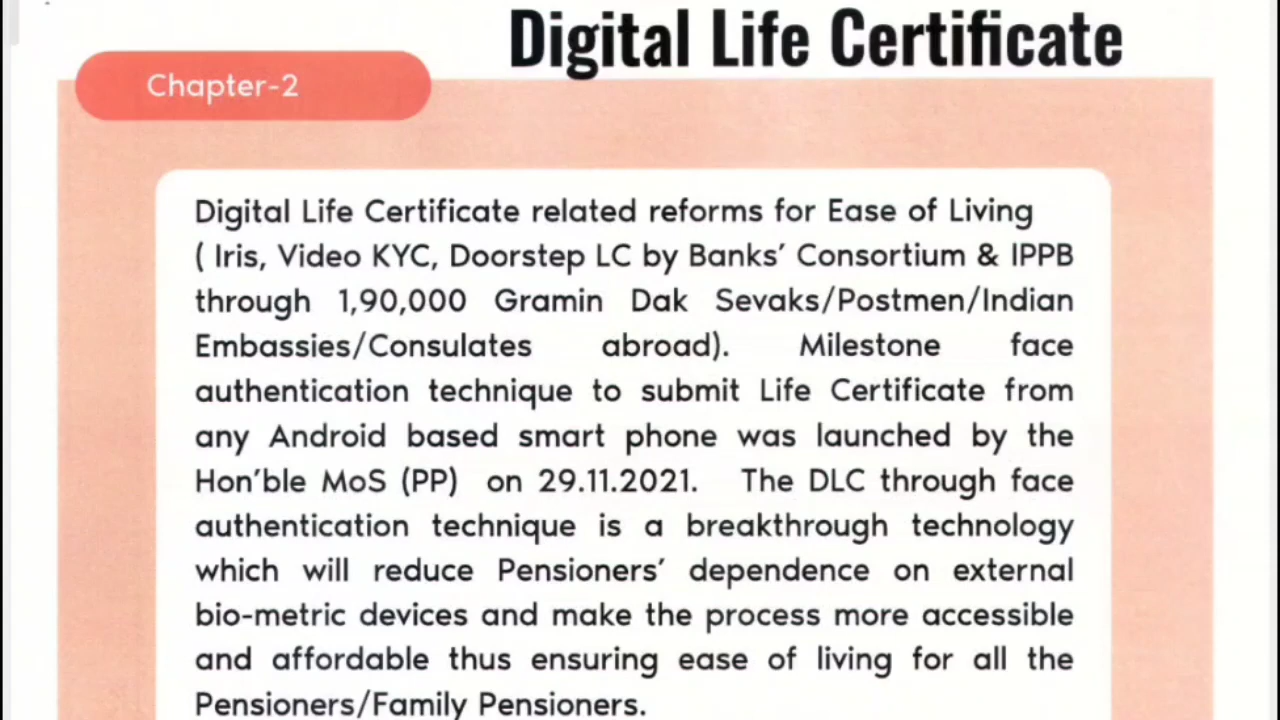 Digital Life Certificate
Chapter-2
Digital Life Certificate related reforms for Ease of Living
( Iris, Video KYC, Doorstep LC by Banks’ Consortium & IPPB
through 1,90,000 Gramin Dak Sevaks/Postmen/Indian
Embassies/Consulates abroad). Milestone face
authentication technique to submit Life Certificate from
any Android based smart phone was launched by the
Hon’ble MoS (PP) on 29.11.2021. The DLC through face
authentication technique is a breakthrough technology
which will reduce Pensioners’ dependence on external
bio-metric devices and make the process more accessible
and affordable thus ensuring ease of living for all the
Pensioners/Family Pensioners.